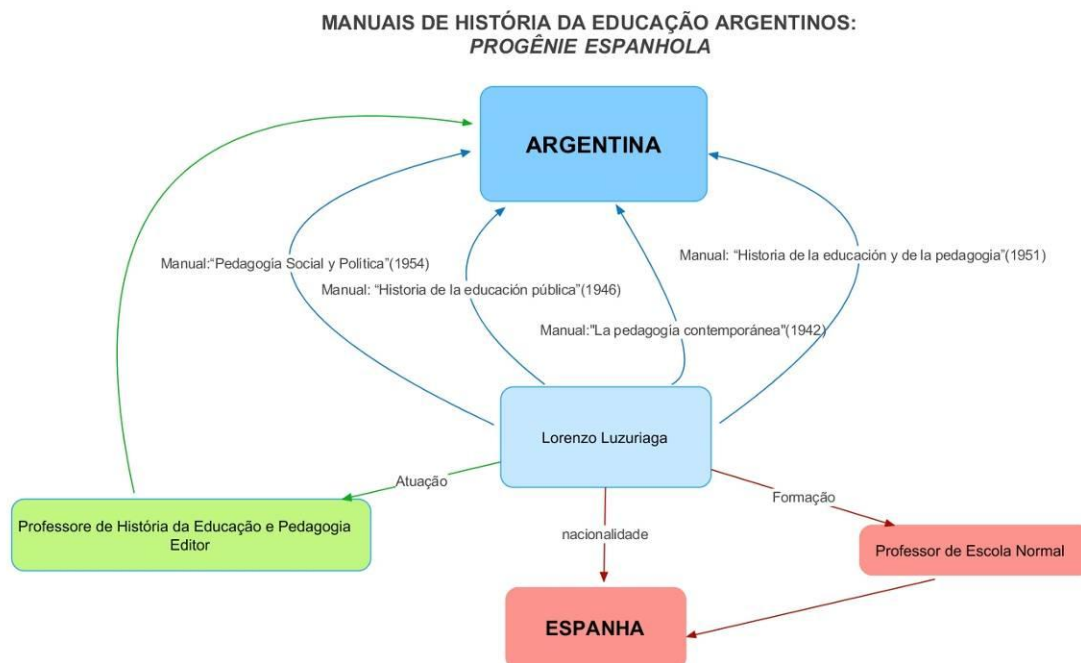 MANUAIS DE HISTÓRIA DA EDUCAÇÃO ARGENTINOS:
PROGÊNIE ESPANHOLA
ARGENTINA
Manual:“Pedagogía Social y Política”(1954)
Manual: “Historia de la educación y de la pedagogía”(1951)
Manual: “Historia de la educación pública”(1946)
Manual:"La pedagogía contemporánea"(1942)
Lorenzo Luzuriaga
Atuação
Formação
Professore de História da Educação e Pedagogia
Editor
nacionalidade
Professor de Escola Normal
ESPANHA